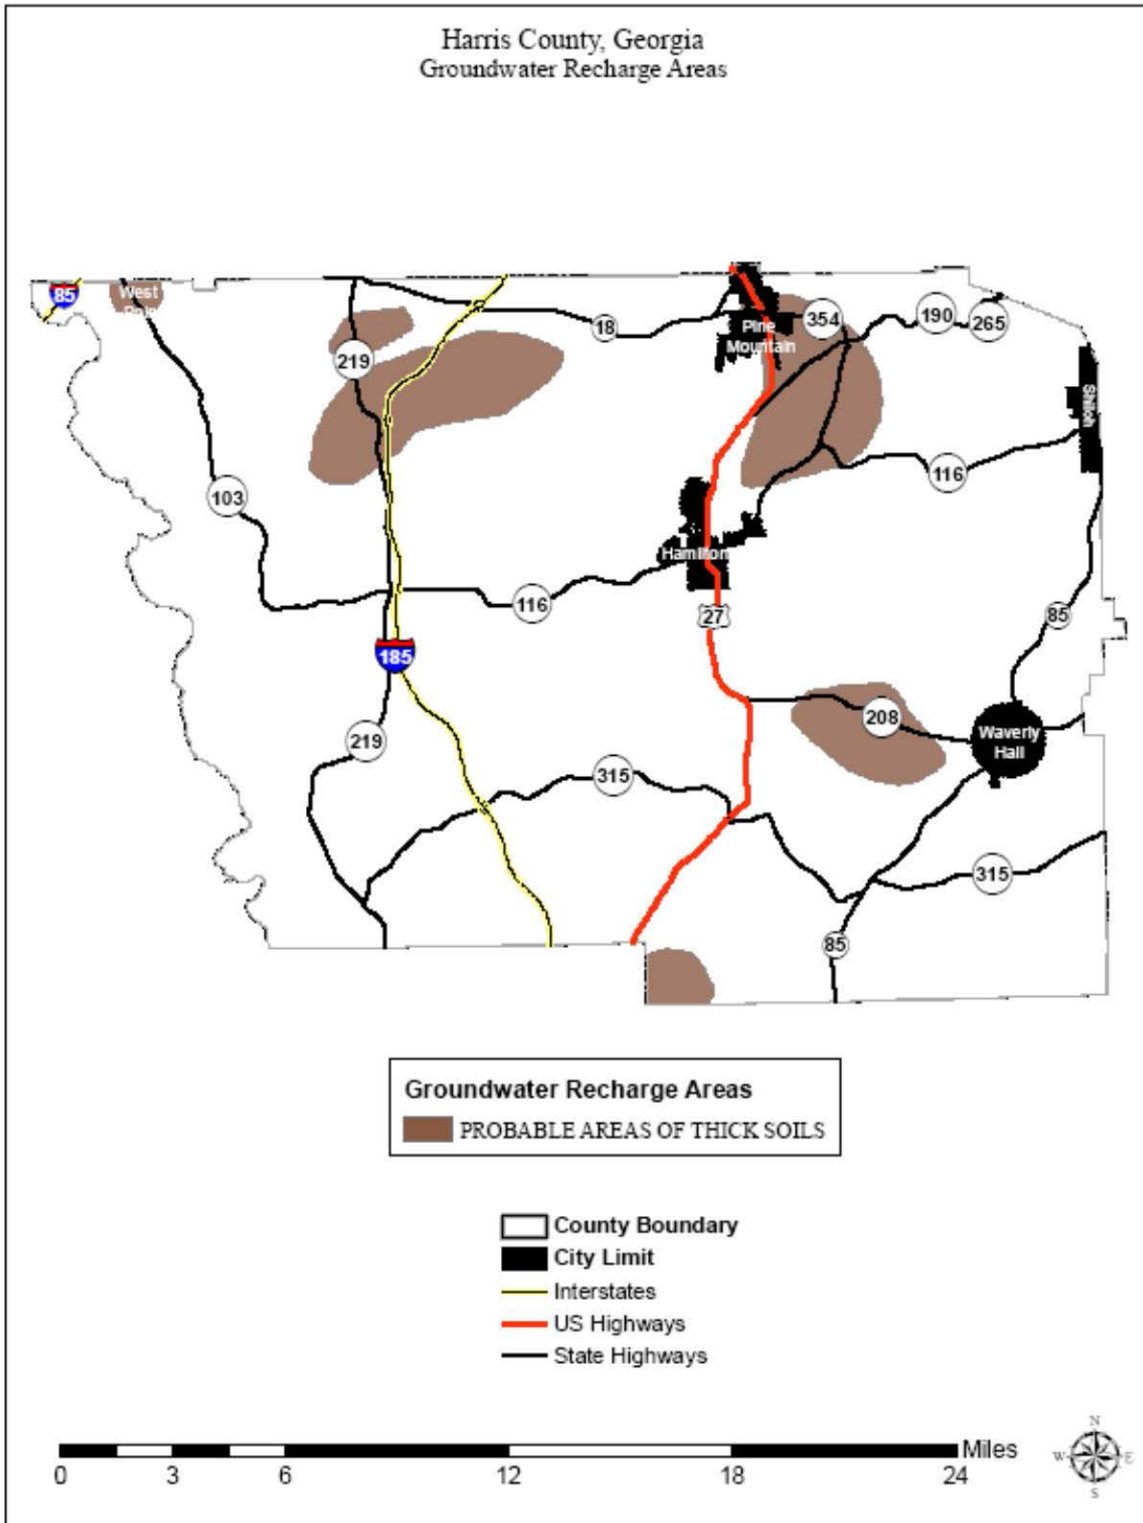 Harris County, Georgia
Groundwater Recharge Areas
85
West
219
18
Pine
Mountain
354
190
265
Shiloh
103
116
Hamilton
116
27
85
185
219
208
Waverly
Hall
315
315
85
Groundwater Recharge Areas
PROBABLE AREAS OF THICK SOILS
County Boundary
City Limit
Interstates
US Highways
State Highways
Miles
0 3 6 12 18 24
N
W E
S